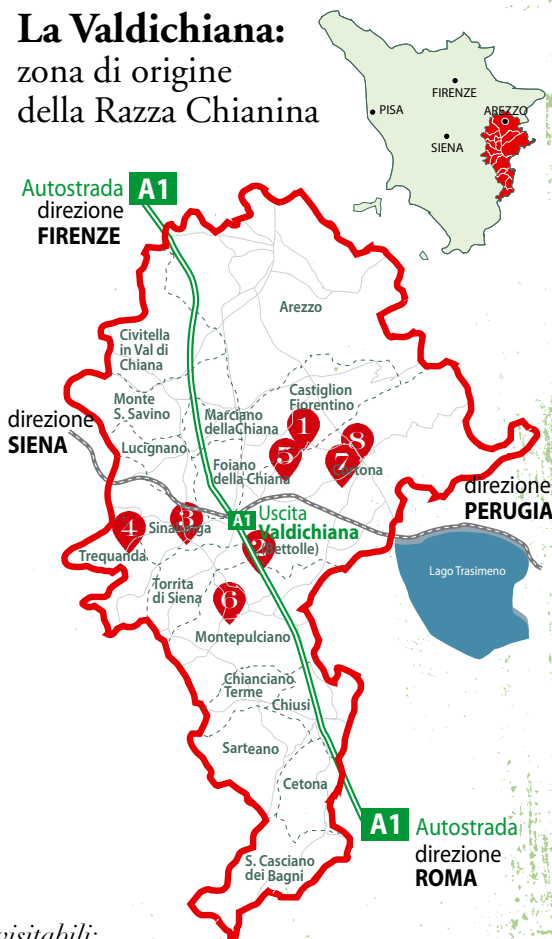 La Valdichiana:
zona di origine
della Razza Chianina
FIRENZE
PISA
AREZZO
SIENA
Autostrada A1
direzione
FIRENZE
Arezzo
Civitella
in Val di
Chiana
Castiglion
Fiorentino
Monte
S. Savino
Marciano
dellaChiana
1
8
direzione
SIENA
Lucignano
5
7
Foiano
della Chiana
Cortona
direzione
PERUGIA
4
3
Sinalunga
A1 Uscita
Valdichiana
2
(Bettolle)
Trequanda
Lago Trasimeno
Torrita
di Siena
6
Montepulciano
Chianciano
Terme
Chiusi
Sarteano
Cetona
A1 Autostrada
direzione
ROMA
S. Casciano
dei Bagni
visitabili: